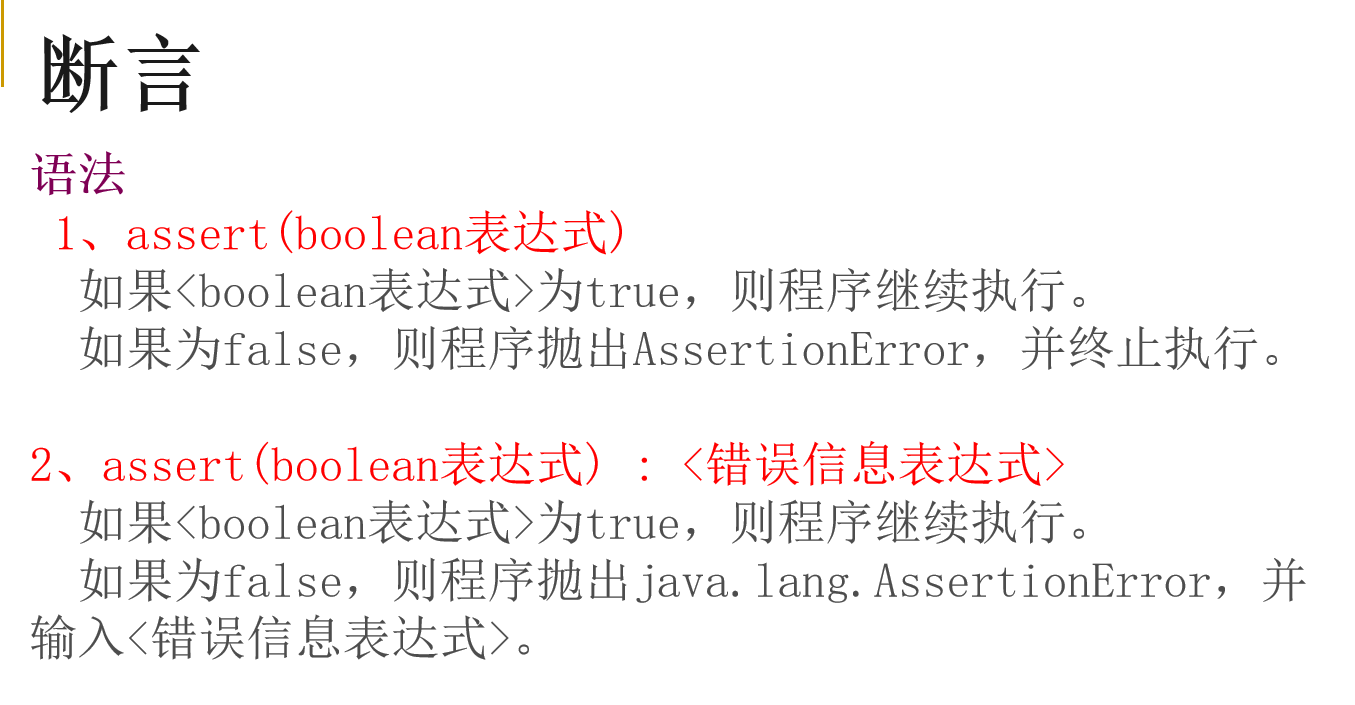 断言
语法
1、assert(boolean表达式)
如果<boolean表达式>为true，则程序继续执行。
如果为false，则程序抛出AssertionError，并终止执行。
2、assert(boolean表达式) : <错误信息表达式>
如果<boolean表达式>为true，则程序继续执行。
如果为false，则程序抛出java.lang.AssertionError，并
输入<错误信息表达式>。